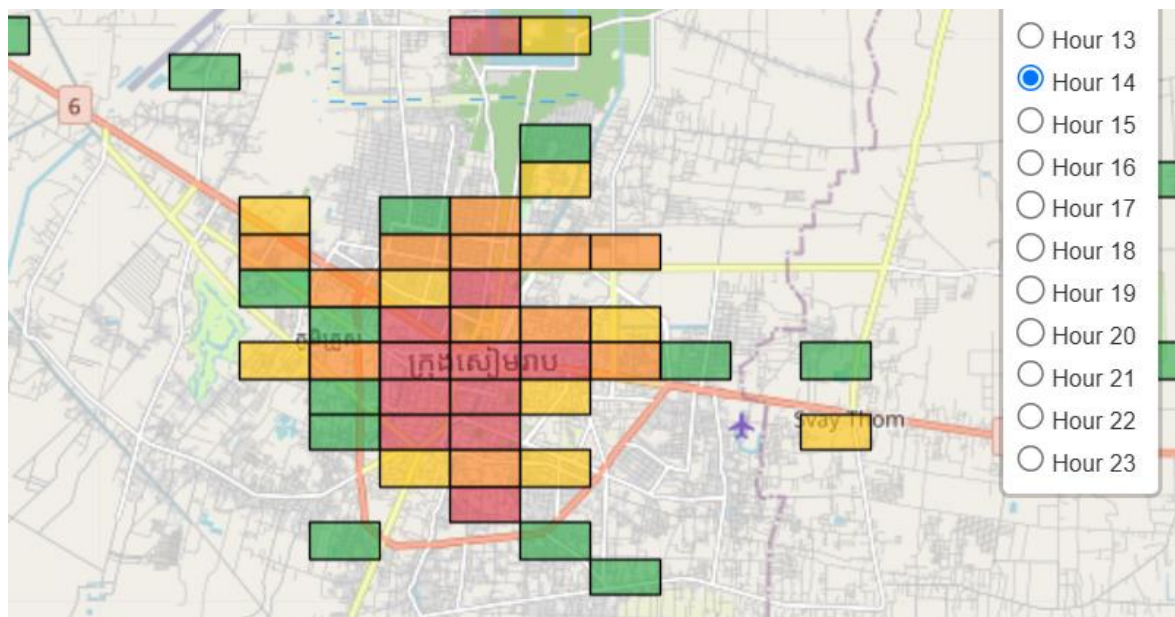 Hour 13
6
Hour 14
Hour 15
Hour 16
Hour 17
Hour 18
Hour 19
Hour 20
Hour 21
Hour 22
Hour 23
ក្រុងសៀមរាប
Svay Thom